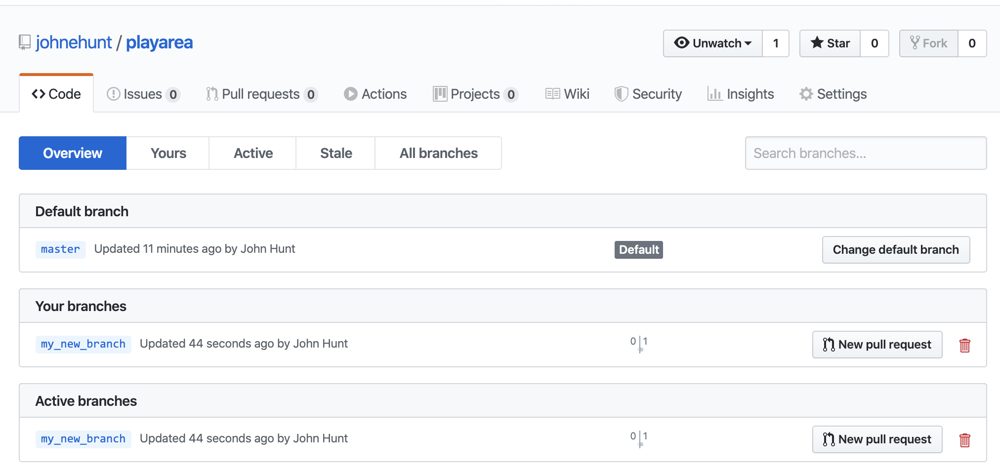 johnehunt / playarea
Unwatch 1 Star 0 Fork 0
Code Issues 0 Pull requests 0 Actions Projects 0 Wiki Security Insights Settings
Overview Yours Active Stale All branches Search branches...
Default branch
master Updated 11 minutes ago by John Hunt Default Change default branch
Your branches
my_new_branch Updated 44 seconds ago by John Hunt 0 | 1 New pull request
Active branches
my_new_branch Updated 44 seconds ago by John Hunt 0 | 1 New pull request